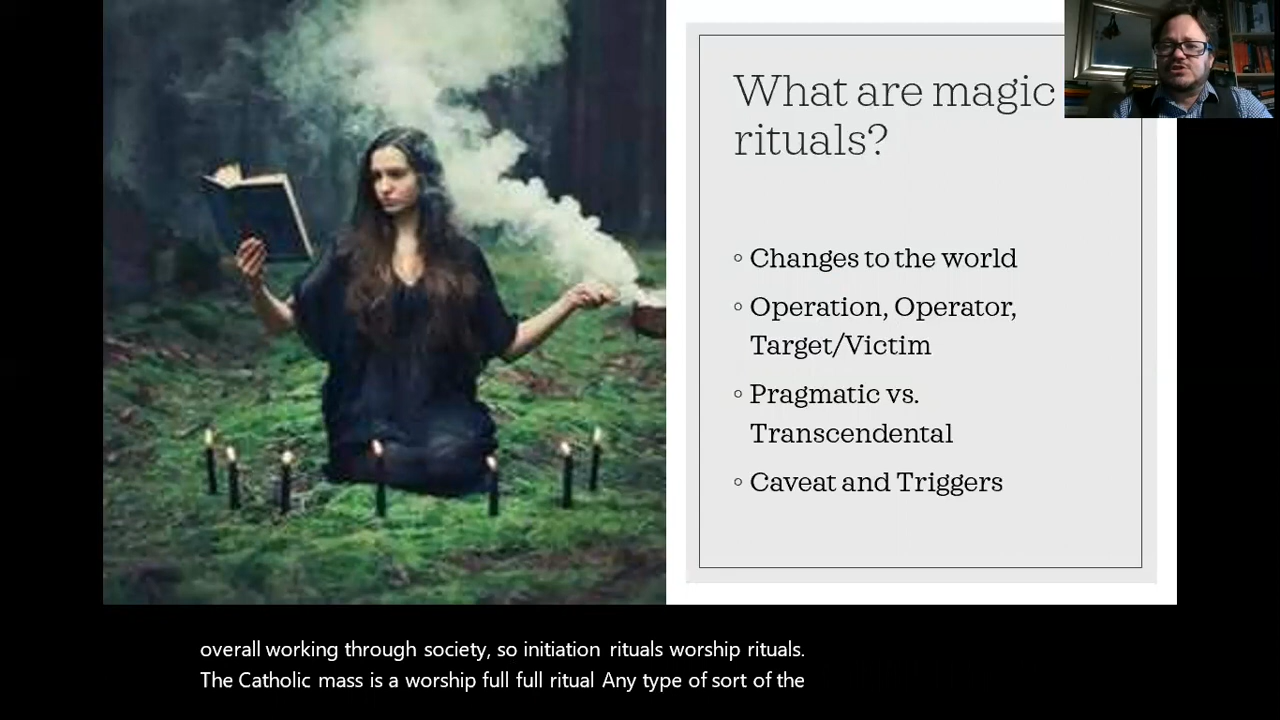 What are magic
rituals?
Changes to the world
Operation, Operator,
Target/Victim
Pragmatic vs.
Transcendental
Caveat and Triggers
overall working through society, so initiation rituals worship rituals.
The Catholic mass is a worship full full ritual Any type of sort of the